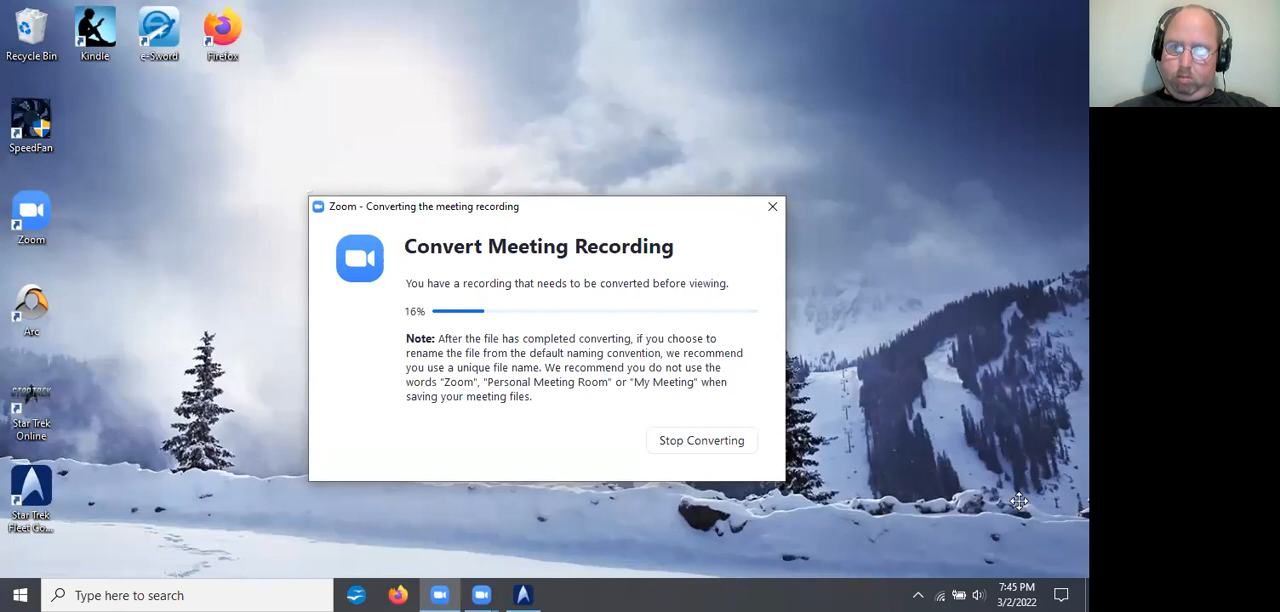 Recycle Bin
Kindle
e-Sword
Firefox
SpeedFan
Zoom
Arc
STAR TREK
Star Trek
Online
Star Trek
Fleet Co...
Zoom - Converting the meeting recording
Convert Meeting Recording
You have a recording that needs to be converted before viewing.
16%
Note: After the file has completed converting, if you choose to
rename the file from the default naming convention, we recommend
you use a unique file name. We recommend you do not use the
words "Zoom", "Personal Meeting Room" or "My Meeting" when
saving your meeting files.
Stop Converting
Type here to search
7:45 PM
3/2/2022